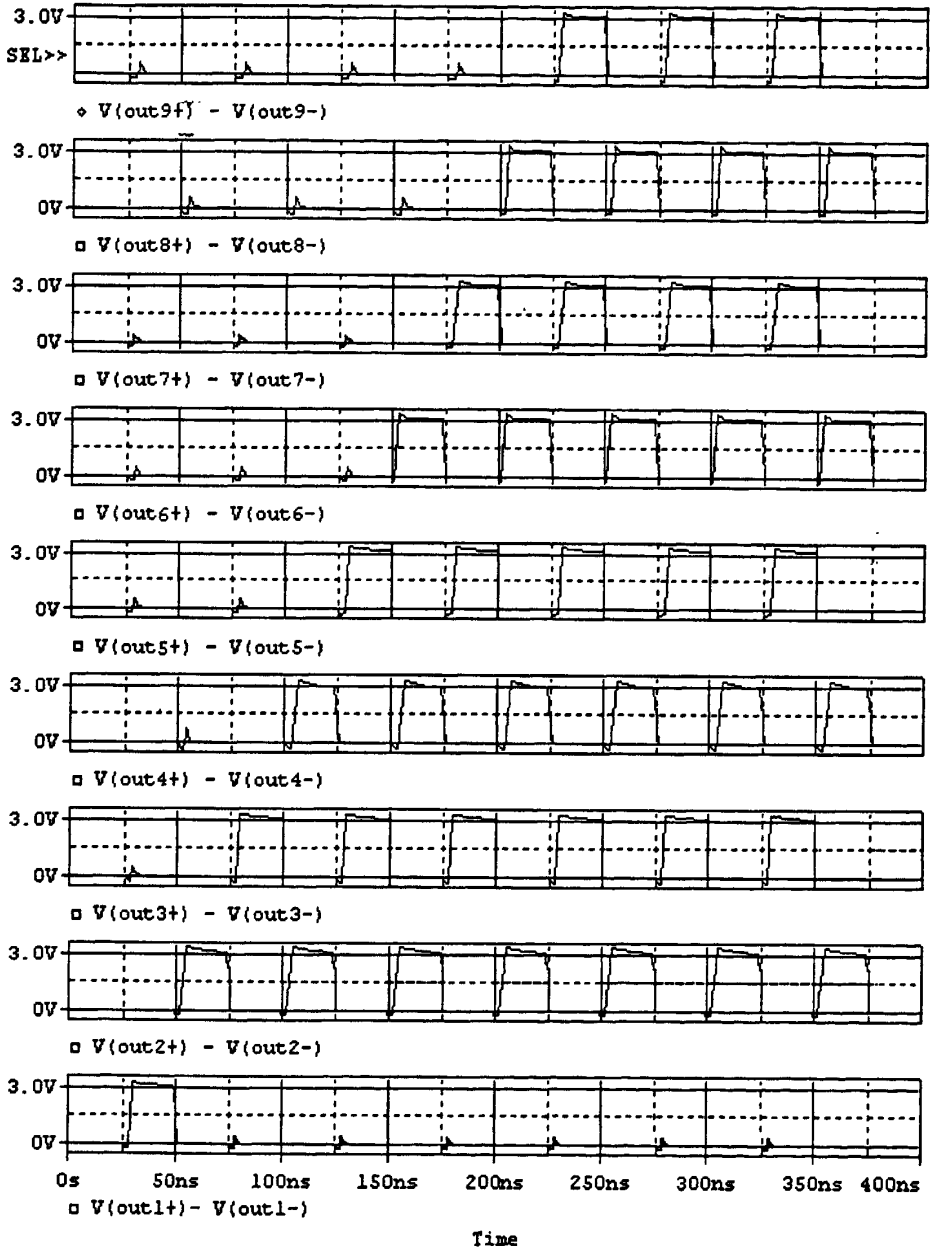 3.0V
SEL>>
◇ V(out9+) - V(out9-)
3.0V
0V
□ V(out8+) - V(out8-)
3.0V
0V
□ V(out7+) - V(out7-)
3.0V
0V
□ V(out6+) - V(out6-)
3.0V
0V
□ V(out5+) - V(out5-)
3.0V
0V
□ V(out4+) - V(out4-)
3.0V
0V
□ V(out3+) - V(out3-)
3.0V
0V
□ V(out2+) - V(out2-)
3.0V
0V
0s 50ns 100ns 150ns 200ns 250ns 300ns 350ns 400ns
□ V(out1+)- V(out1-)
Time